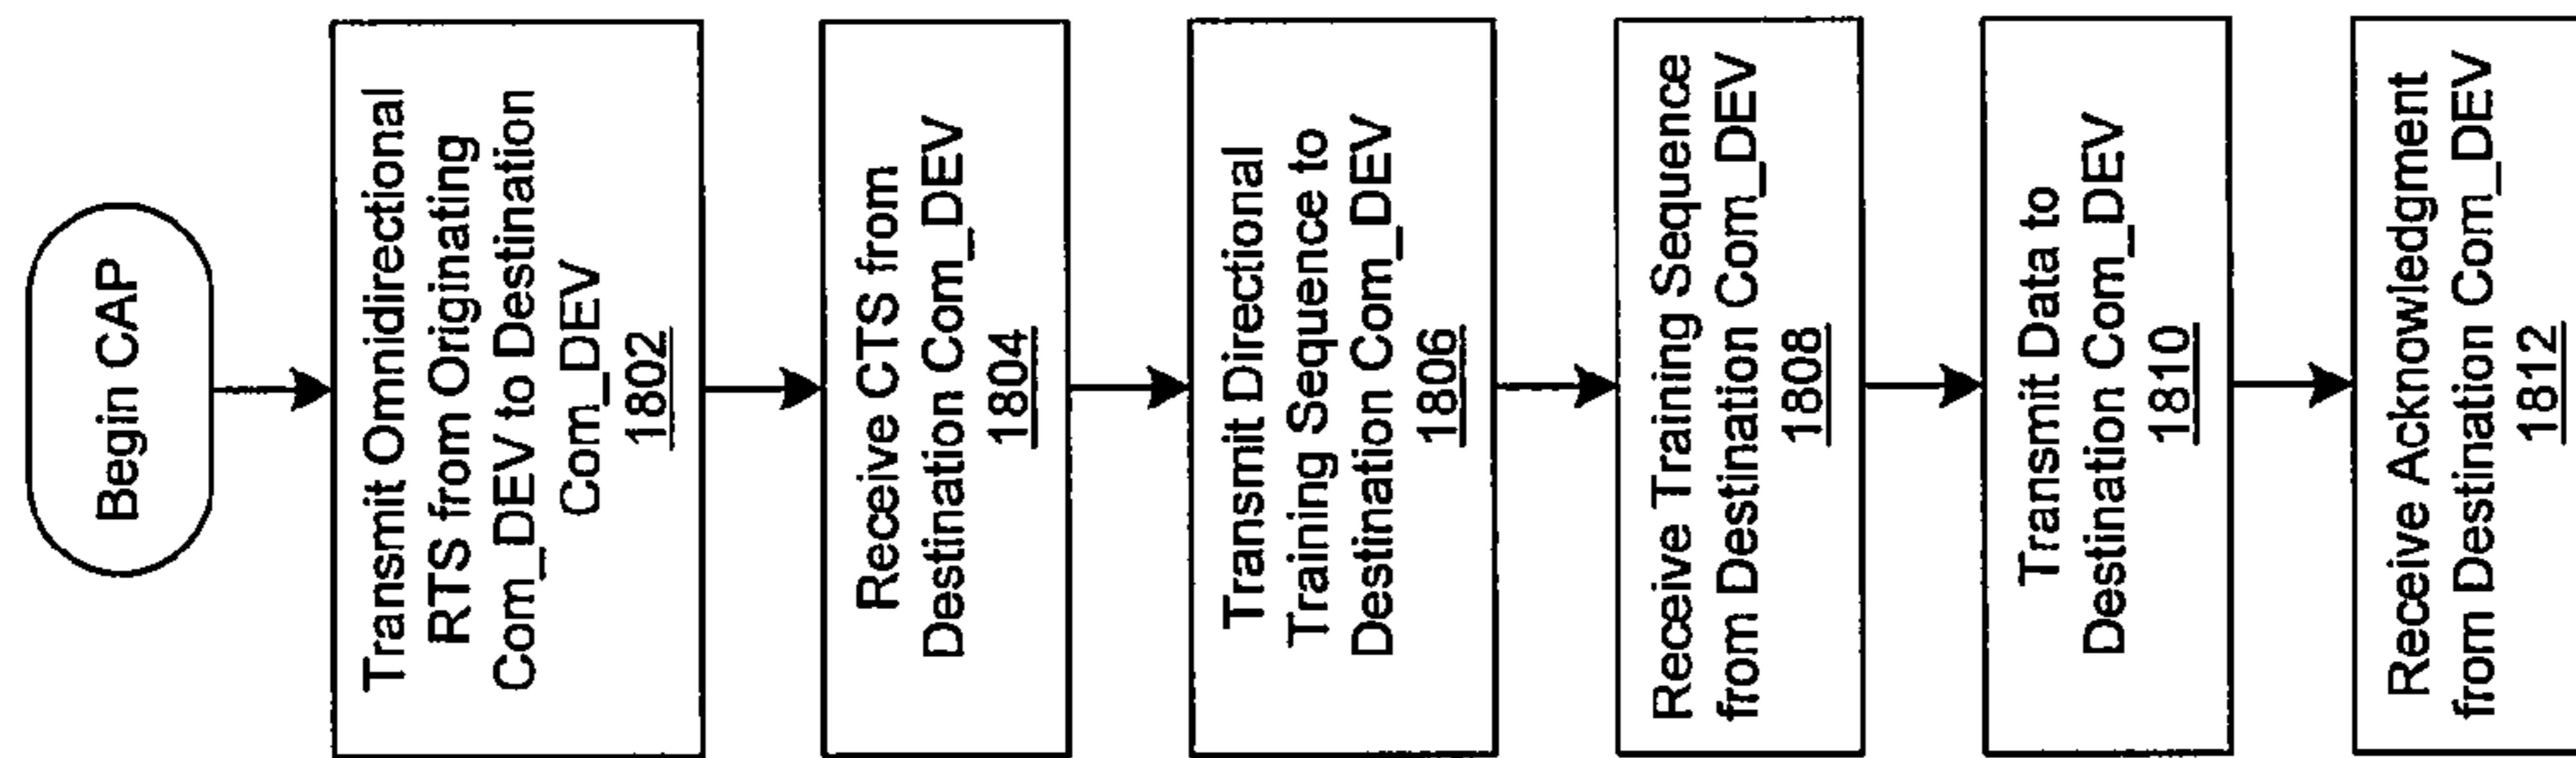 Begin CAP
Transmit Omnidirectional
RTS from Originating
Com_DEV to Destination
Com_DEV
1802
Receive CTS from
Destination Com_DEV
1804
Transmit Directional
Training Sequence to
Destination Com_DEV
1806
Receive Training Sequence
from Destination Com_DEV
1808
Transmit Data to
Destination Com_DEV
1810
Receive Acknowledgment
from Destination Com_DEV
1812